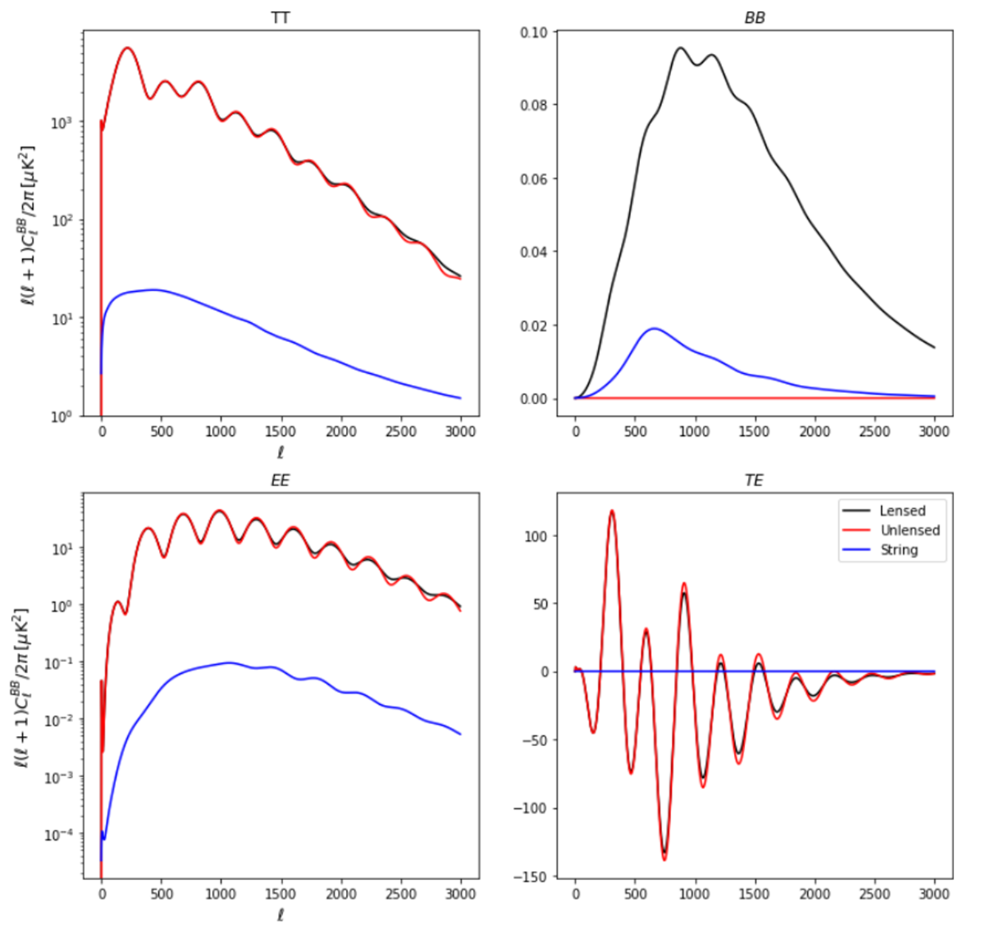 TT
10³
10²
10¹
10⁰
ℓ(ℓ + 1)C_ℓ^{BB}/2π [μK²]
0 500 1000 1500 2000 2500 3000
ℓ
BB
0.10
0.08
0.06
0.04
0.02
0.00
0 500 1000 1500 2000 2500 3000
EE
10¹
10⁰
10⁻¹
10⁻²
10⁻³
10⁻⁴
ℓ(ℓ + 1)C_ℓ^{BB}/2π [μK²]
0 500 1000 1500 2000 2500 3000
ℓ
TE
Lensed
Unlensed
String
100
50
0
−50
−100
−150
0 500 1000 1500 2000 2500 3000